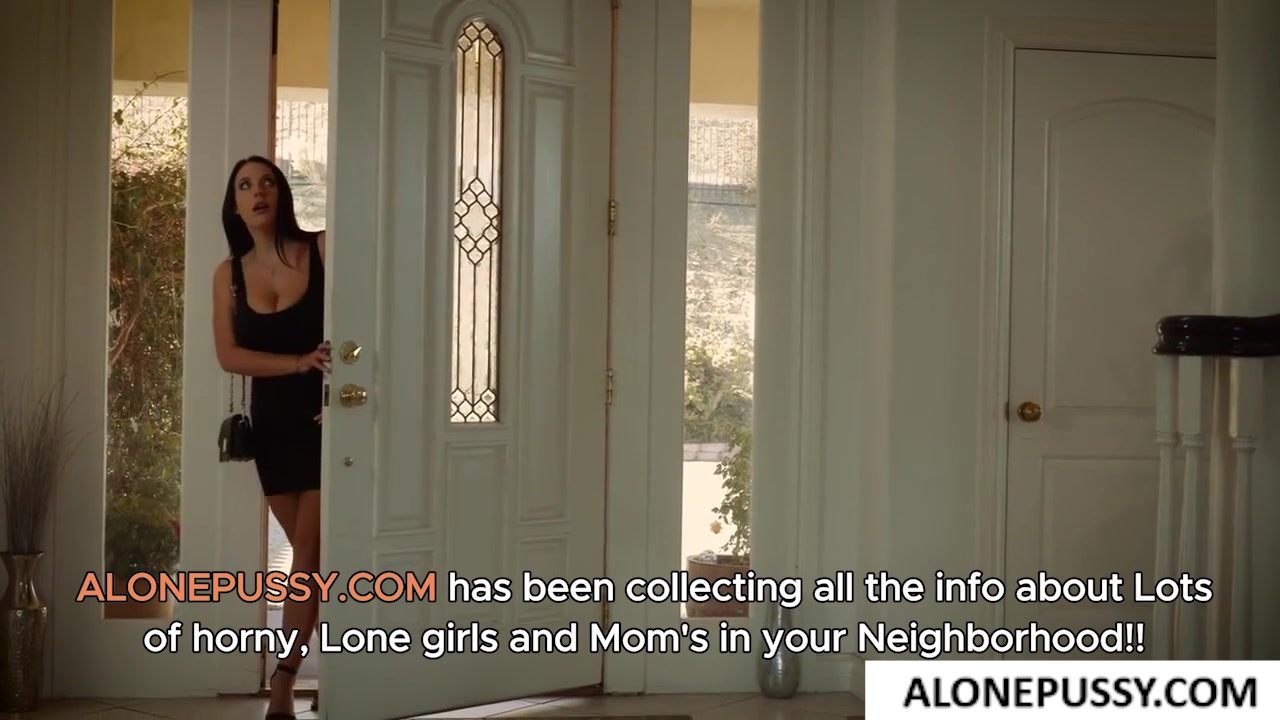 ALONEPUSSY.COM has been collecting all the info about Lots
of horny, Lone girls and Mom's in your Neighborhood!!
ALONEPUSSY.COM